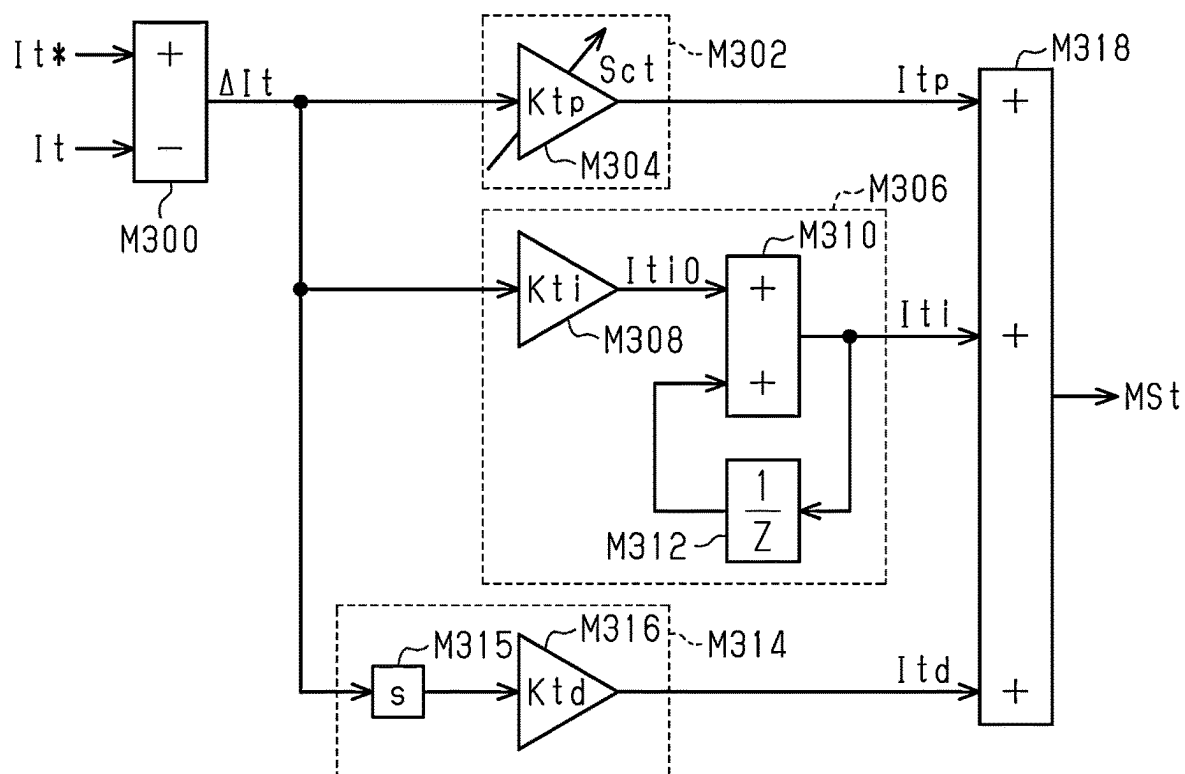 It*
+
ΔIt
It
−
M300
Ktp
Sct
M302
M304
Itp
M318
+
M306
Kti
Iti0
M308
M310
+
+
Iti
+
MSt
1
Z
M312
M315
s
M316
Ktd
M314
Itd
+